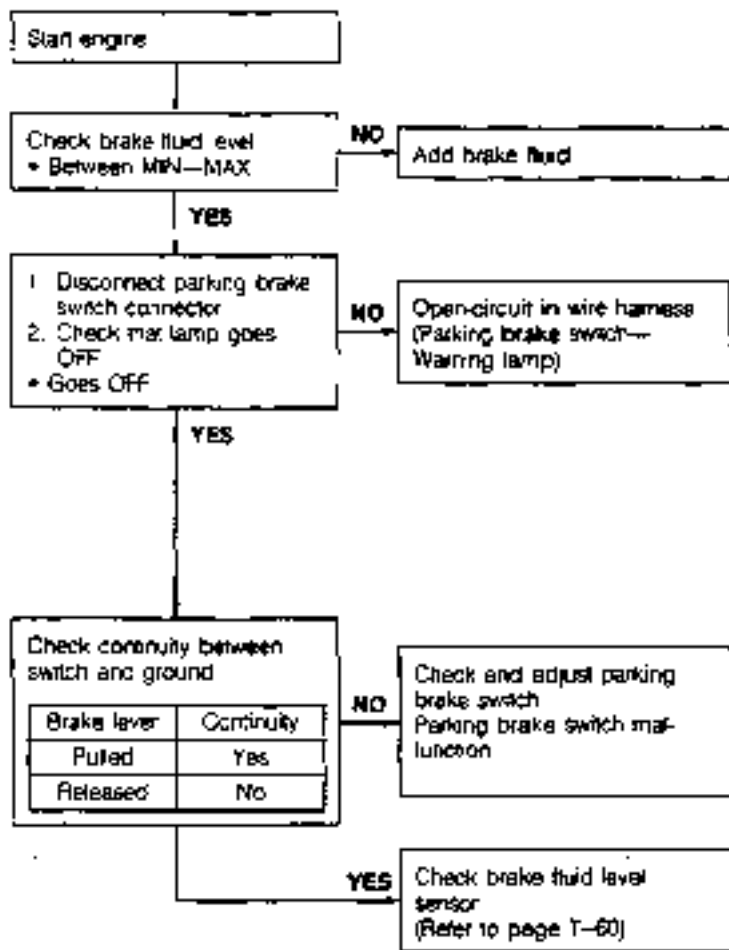 Start engine
Check brake fluid level
• Between MIN—MAX
NO
Add brake fluid
YES
1 Disconnect parking brake
switch connector
2. Check that lamp goes
OFF
• Goes OFF
NO
Open-circuit in wire harness
(Parking brake switch—
Warning lamp)
YES
Check continuity between
switch and ground
Brake lever Continuity
Pulled Yes
Released No
NO
Check and adjust parking
brake switch
Parking brake switch mal-
function
YES
Check brake fluid level
sensor
(Refer to page T–60)